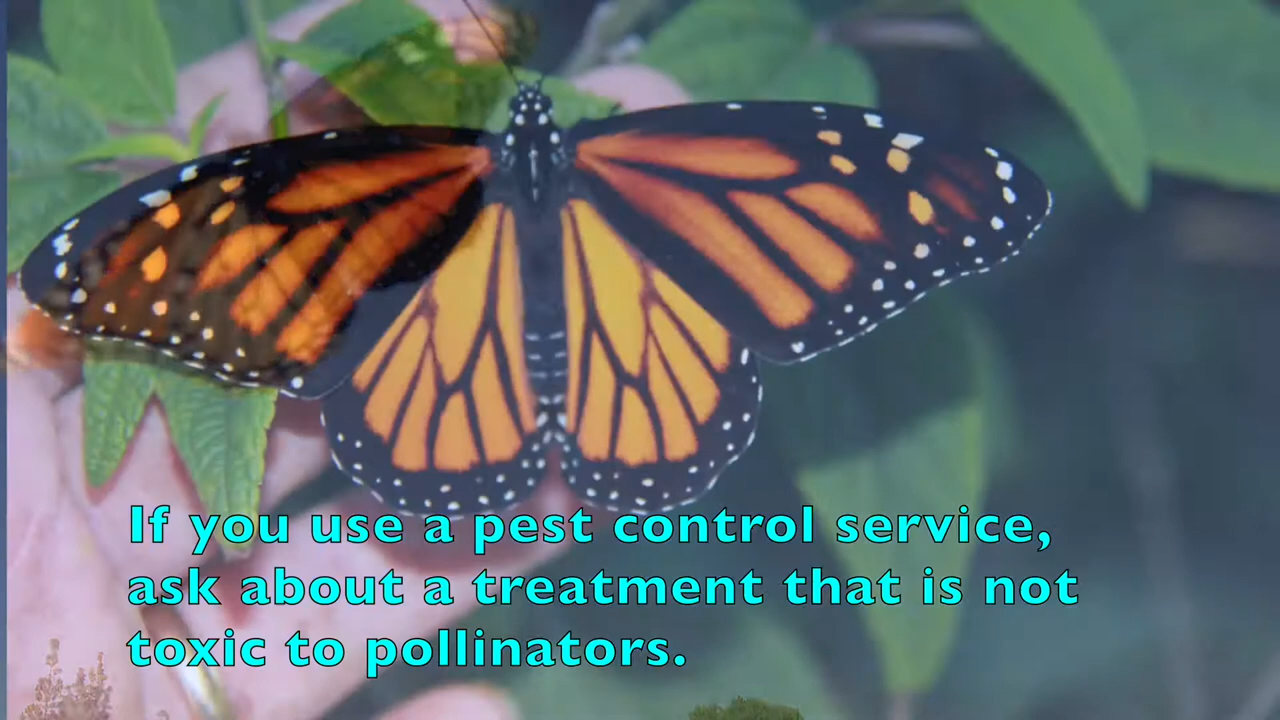 If you use a pest control service,
ask about a treatment that is not
toxic to pollinators.